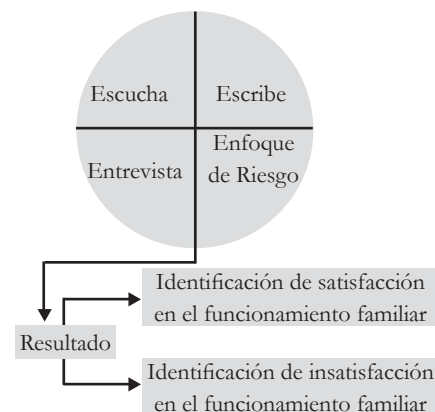 Escucha
Escribe
Entrevista
Enfoque
de Riesgo
Identificación de satisfacción
en el funcionamiento familiar
Resultado
Identificación de insatisfacción
en el funcionamiento familiar